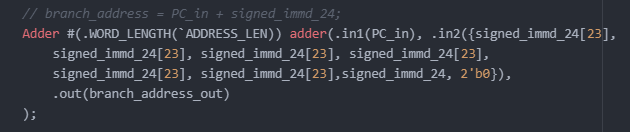 // branch_address = PC_in + signed_immd_24;
Adder #(.WORD_LENGTH(`ADDRESS_LEN)) adder(.in1(PC_in), .in2({signed_immd_24[23],
signed_immd_24[23], signed_immd_24[23], signed_immd_24[23],
signed_immd_24[23], signed_immd_24[23],signed_immd_24, 2'b0}),
.out(branch_address_out)
);